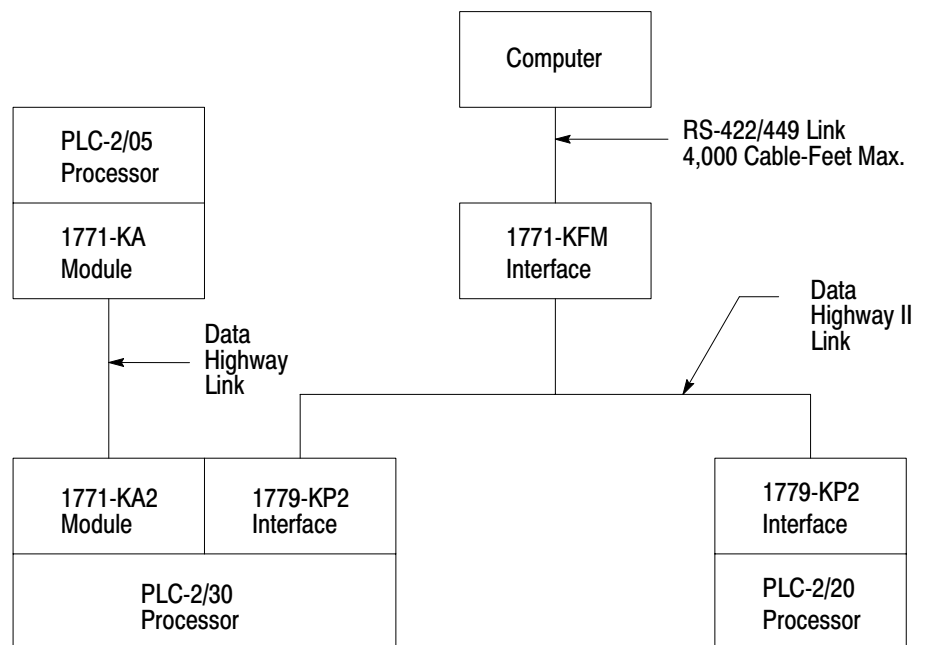 Computer
RS-422/449 Link
4,000 Cable-Feet Max.
PLC-2/05
Processor
1771-KA
Module
1771-KFM
Interface
Data
Highway II
Link
Data
Highway
Link
1771-KA2
Module
1779-KP2
Interface
1779-KP2
Interface
PLC-2/30
Processor
PLC-2/20
Processor